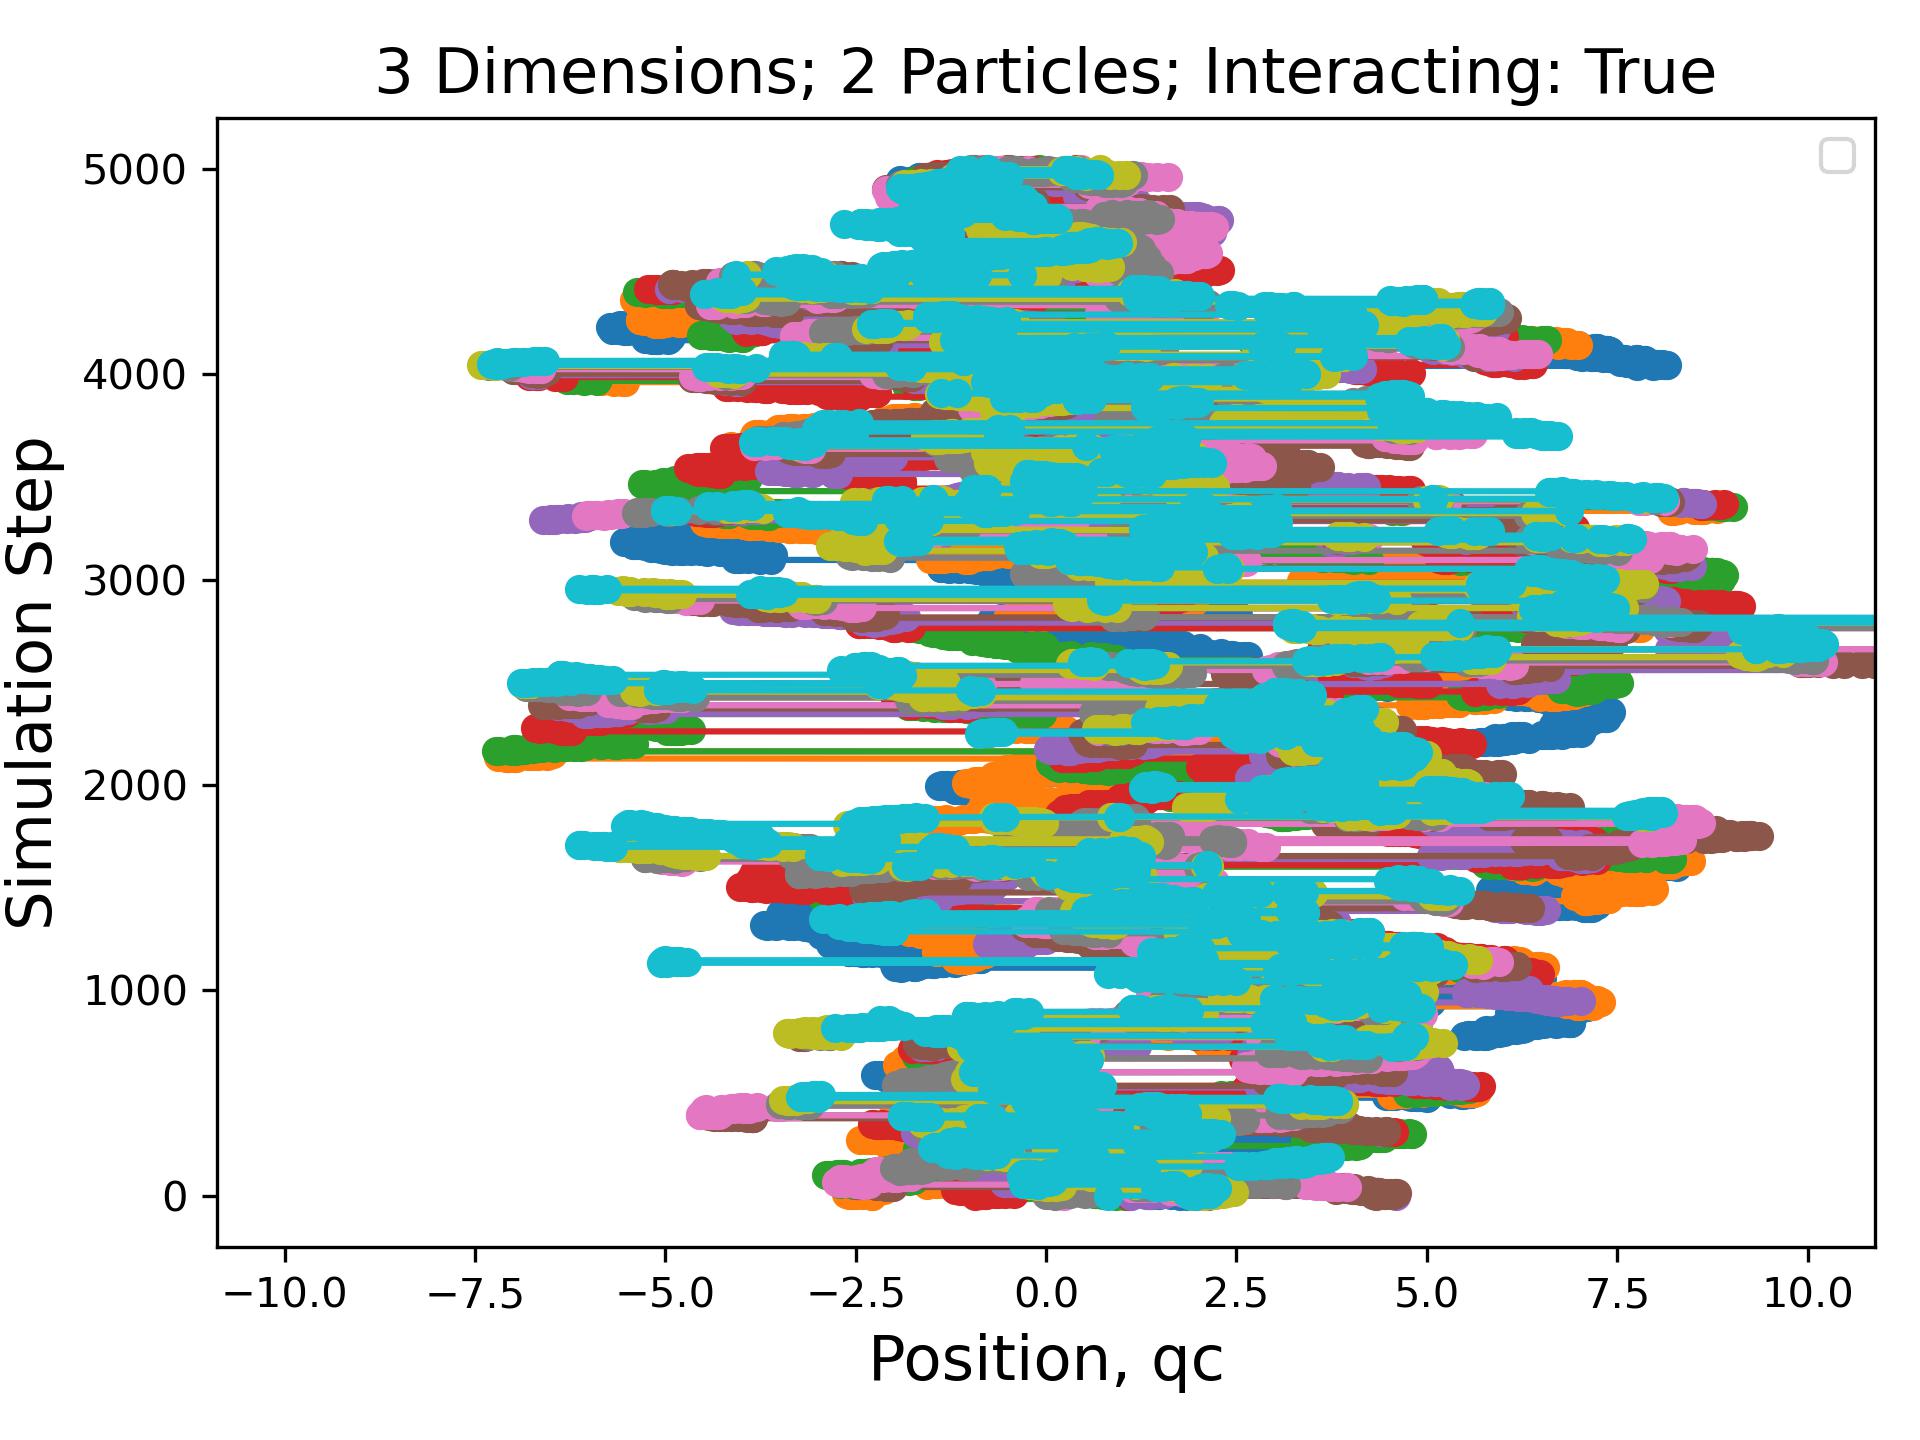 3 Dimensions; 2 Particles; Interacting: True
Simulation Step
5000
4000
3000
2000
1000
0
−10.0 −7.5 −5.0 −2.5 0.0 2.5 5.0 7.5 10.0
Position, qc